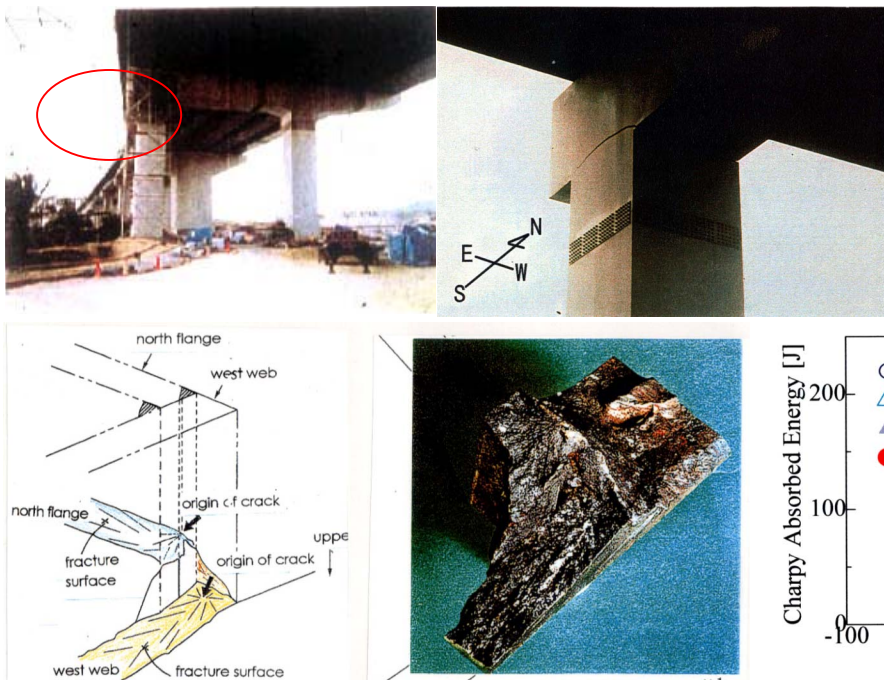 N
E
W
S
north flange
west web
origin of crack
north flange
fracture
surface
origin of crack
uppe
west web
fracture surface
Charpy Absorbed Energy [J]
200
100
0
-100